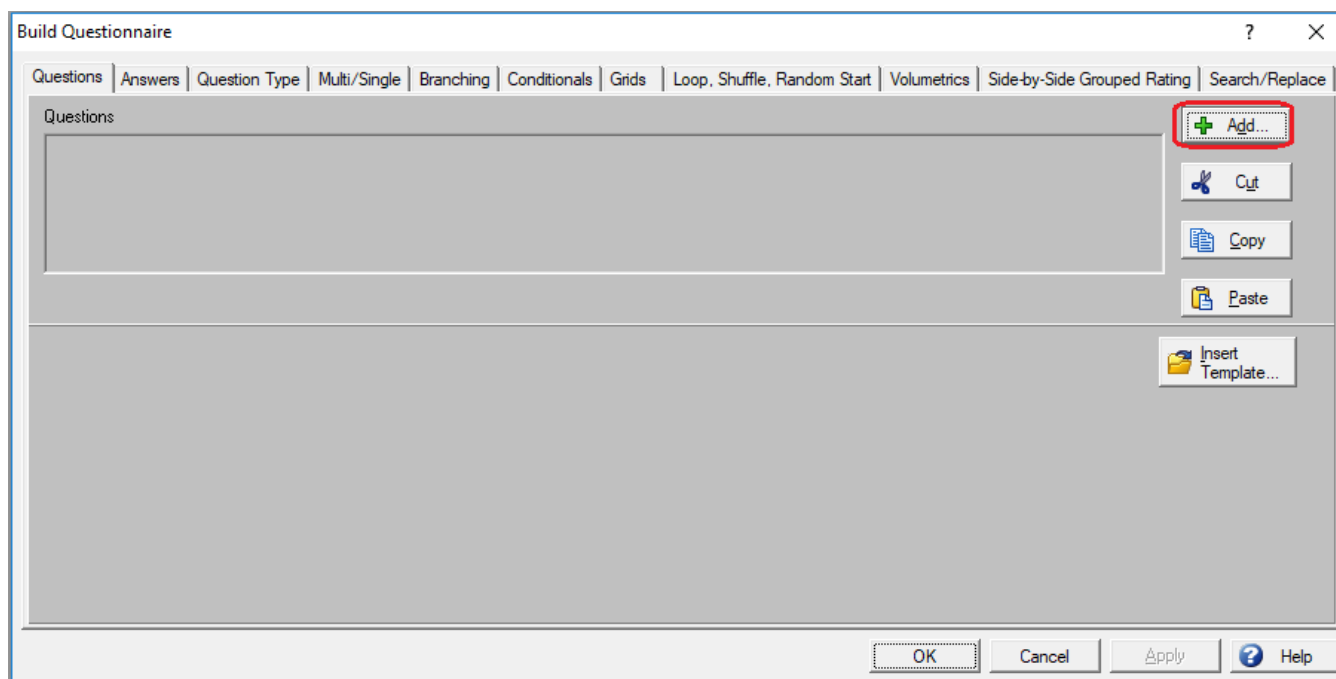 Build Questionnaire ?
Questions Answers Question Type Multi/Single Branching Conditionals Grids Loop, Shuffle, Random Start Volumetrics Side-by-Side Grouped Rating Search/Replace
Questions
Add...
Cut
Copy
Paste
Insert
Template...
OK Cancel Apply Help